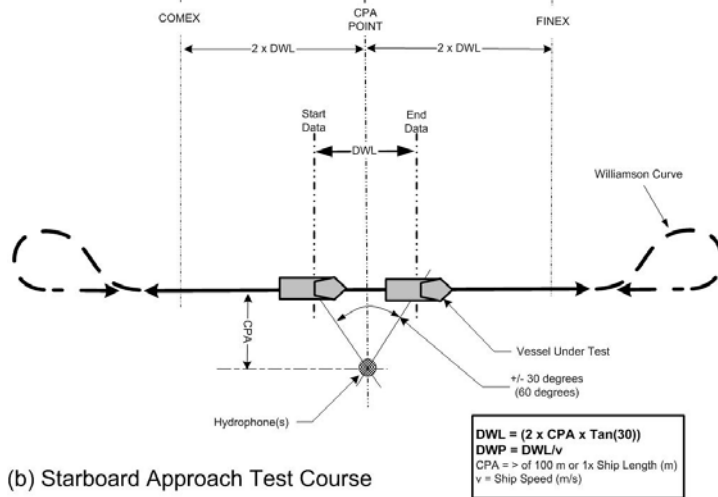 COMEX
CPA
POINT
FINEX
2 x DWL
2 x DWL
Start
Data
End
Data
DWL
Williamson Curve
CPA
Vessel Under Test
+/- 30 degrees
(60 degrees)
Hydrophone(s)
DWL = (2 x CPA x Tan(30))
DWP = DWL/v
CPA = > of 100 m or 1x Ship Length (m)
v = Ship Speed (m/s)
(b) Starboard Approach Test Course